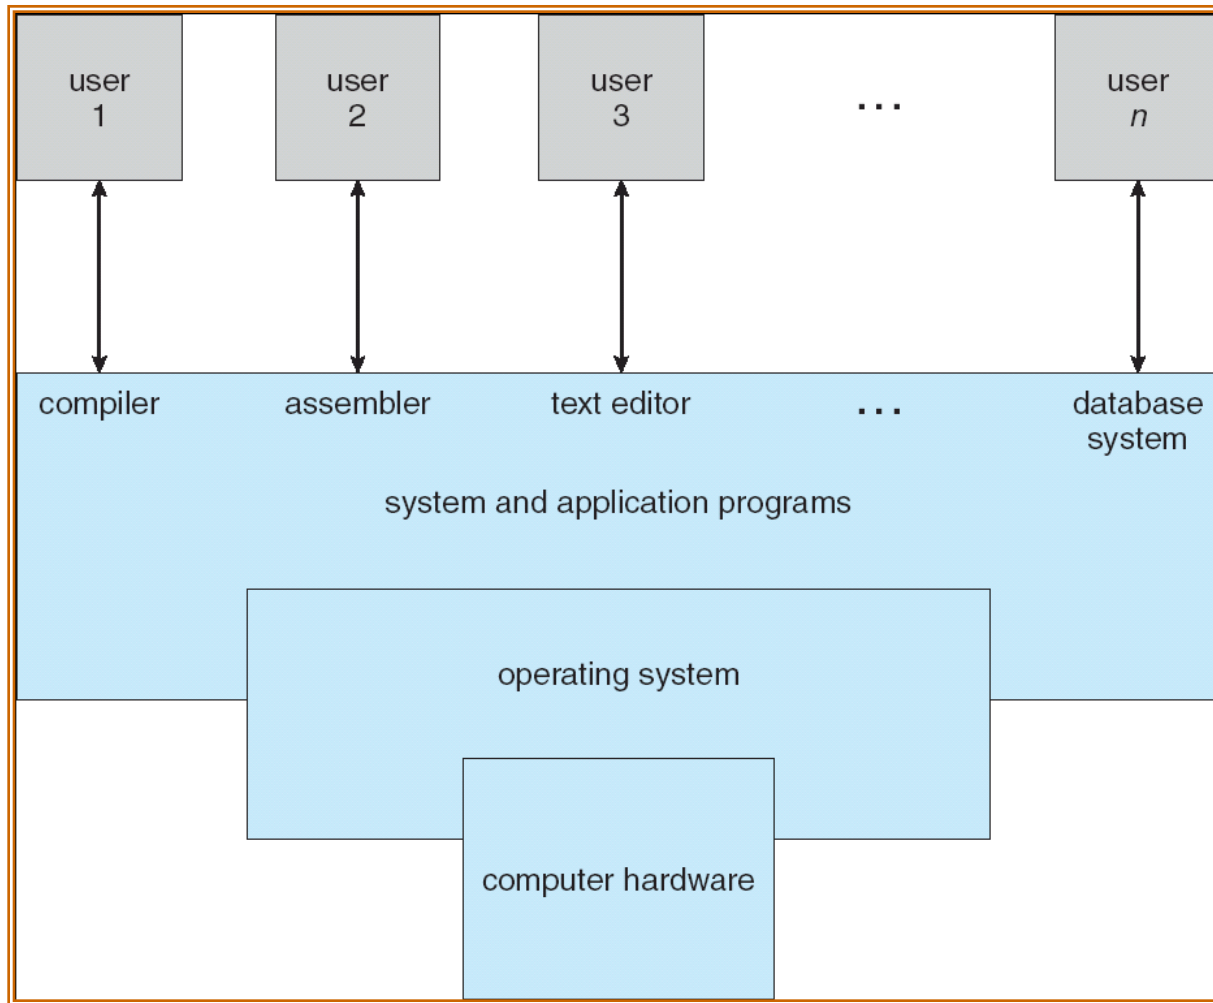 user
1
user
2
user
3
...
user
n
compiler
assembler
text editor
...
database
system
system and application programs
operating system
computer hardware